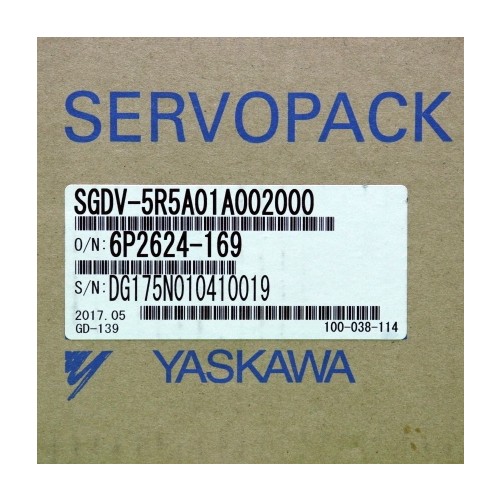 SERVOPACK
SGDV-5R5A01A002000
O/N: 6P2624-169
S/N: DG175N010410019
2017.05
GD-139
100-038-114
YASKAWA